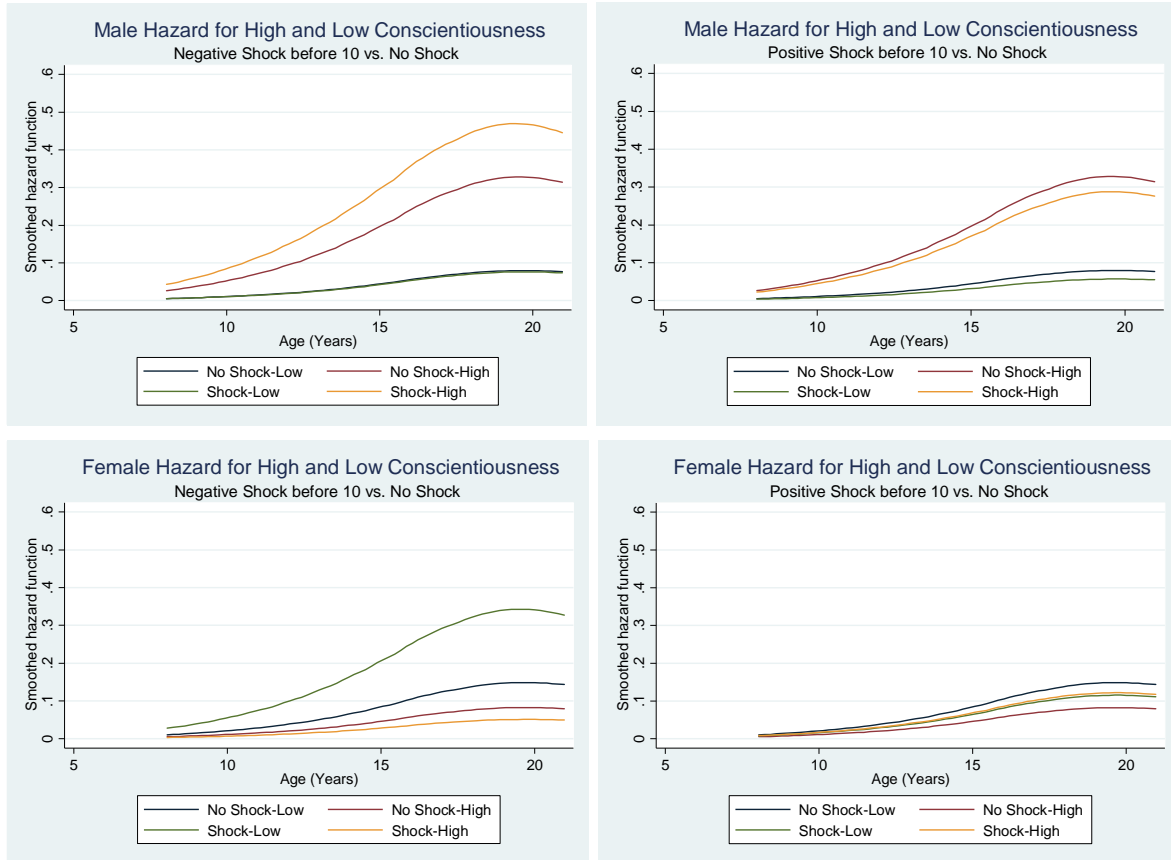 Male Hazard for High and Low Conscientiousness
Negative Shock before 10 vs. No Shock
Smoothed hazard function
.6
.5
.4
.3
.2
.1
0
5 10 15 20
Age (Years)
No Shock-Low No Shock-High
Shock-Low Shock-High
Male Hazard for High and Low Conscientiousness
Positive Shock before 10 vs. No Shock
Smoothed hazard function
.6
.5
.4
.3
.2
.1
0
5 10 15 20
Age (Years)
No Shock-Low No Shock-High
Shock-Low Shock-High
Female Hazard for High and Low Conscientiousness
Negative Shock before 10 vs. No Shock
Smoothed hazard function
.6
.5
.4
.3
.2
.1
0
5 10 15 20
Age (Years)
No Shock-Low No Shock-High
Shock-Low Shock-High
Female Hazard for High and Low Conscientiousness
Positive Shock before 10 vs. No Shock
Smoothed hazard function
.6
.5
.4
.3
.2
.1
0
5 10 15 20
Age (Years)
No Shock-Low No Shock-High
Shock-Low Shock-High